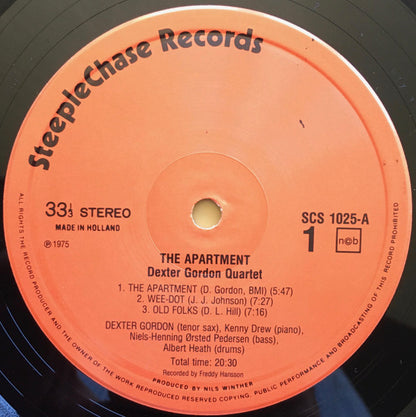 SteepleChase Records
33⅓ STEREO
MADE IN HOLLAND
℗ 1975
SCS 1025-A
1
n©b
THE APARTMENT
Dexter Gordon Quartet
1. THE APARTMENT (D. Gordon, BMI) (5:47)
2. WEE-DOT (J. J. Johnson) (7:27)
3. OLD FOLKS (D. L. Hill) (7:16)
DEXTER GORDON (tenor sax), Kenny Drew (piano),
Niels-Henning Ørsted Pedersen (bass),
Albert Heath (drums)
Total time: 20:30
Recorded by Freddy Hansson
PRODUCED BY NILS WINTHER
ALL RIGHTS THE RECORD PRODUCER AND THE OWNER OF THE WORK REPRODUCED RESERVED COPYING, PUBLIC PERFORMANCE AND BROADCASTING OF THIS RECORD PROHIBITED.